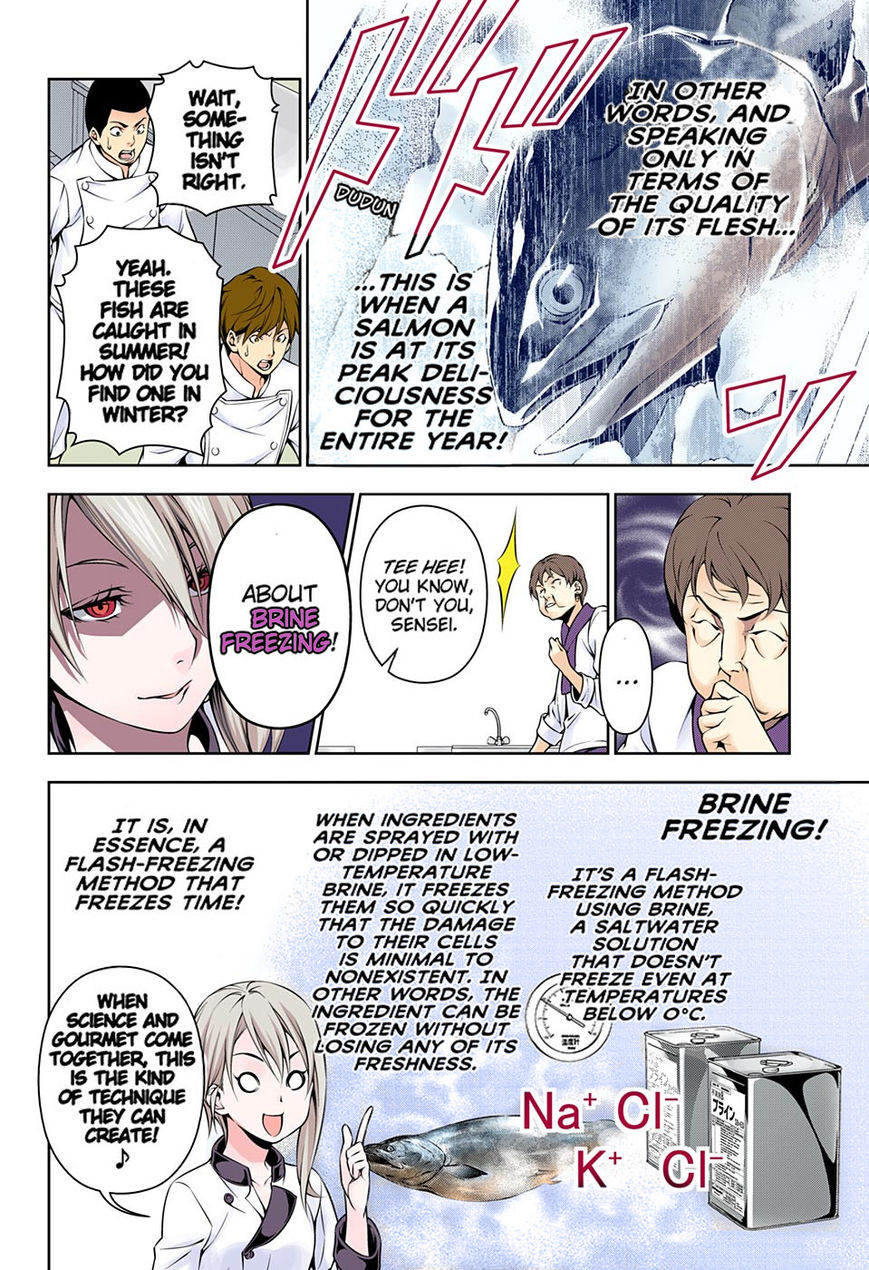 IN OTHER
WORDS, AND
SPEAKING
ONLY IN
TERMS OF
THE QUALITY
OF ITS FLESH...
ドドン
DUDUN
...THIS IS
WHEN A
SALMON
IS AT ITS
PEAK DELI-
CIOUSNESS
FOR THE
ENTIRE YEAR!
WAIT,
SOME-
THING
ISN'T
RIGHT.
YEAH.
THESE
FISH ARE
CAUGHT IN
SUMMER!
HOW DID YOU
FIND ONE IN
WINTER?
...
TEE HEE!
YOU KNOW,
DON'T YOU,
SENSEI.
ABOUT
BRINE
FREEZING!
BRINE
FREEZING!
IT'S A FLASH-
FREEZING METHOD
USING BRINE,
A SALTWATER
SOLUTION
THAT DOESN'T
FREEZE EVEN AT
TEMPERATURES
BELOW 0°C.
WHEN INGREDIENTS
ARE SPRAYED WITH
OR DIPPED IN LOW-
TEMPERATURE
BRINE, IT FREEZES
THEM SO QUICKLY
THAT THE DAMAGE
TO THEIR CELLS
IS MINIMAL TO
NONEXISTENT. IN
OTHER WORDS, THE
INGREDIENT CAN BE
FROZEN WITHOUT
LOSING ANY OF ITS
FRESHNESS.
IT IS, IN
ESSENCE, A
FLASH-FREEZING
METHOD THAT
FREEZES TIME!
温度計
ブライン
Na⁺ Cl⁻
K⁺ Cl⁻
WHEN
SCIENCE AND
GOURMET COME
TOGETHER, THIS
IS THE KIND
OF TECHNIQUE
THEY CAN
CREATE!
♪